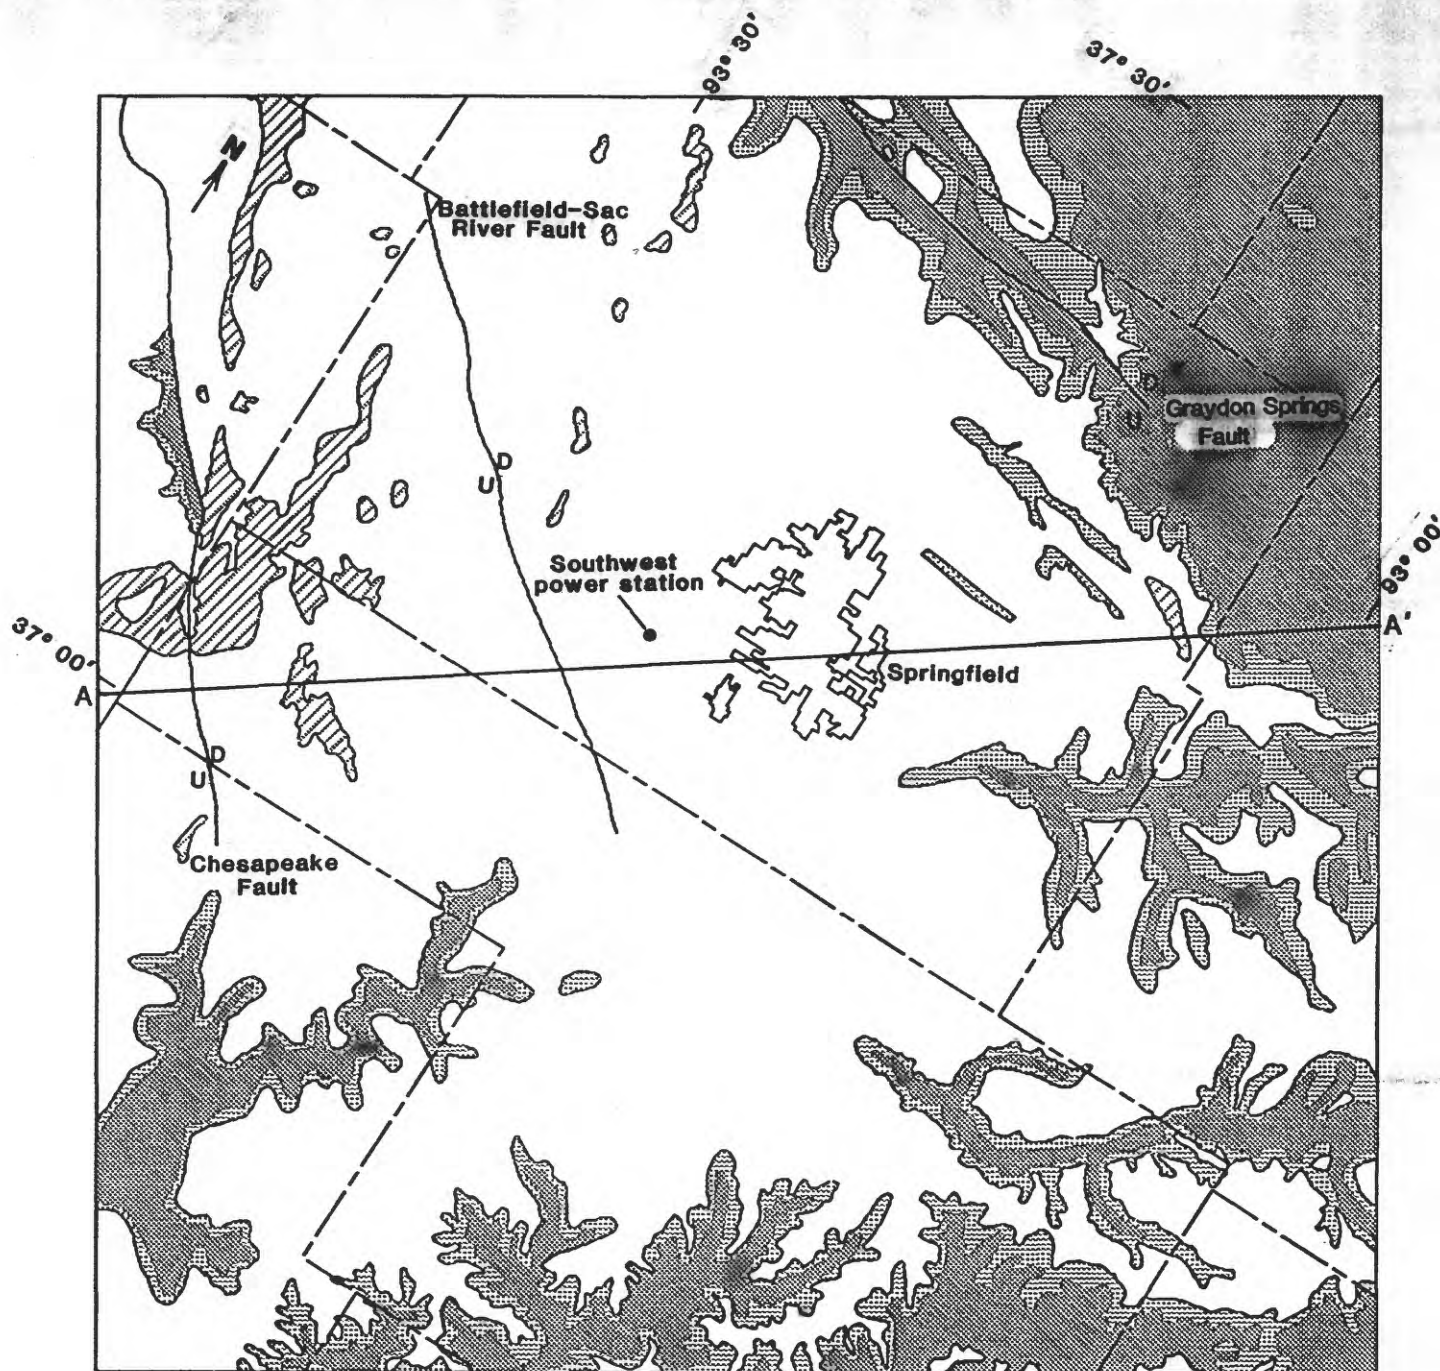 93° 30'
37° 30'
N
Battlefield-Sac
River Fault
D
U
Graydon Springs
Fault
D
U
Southwest
power station
93° 00'
37° 00'
A
A'
Springfield
D
U
Chesapeake
Fault